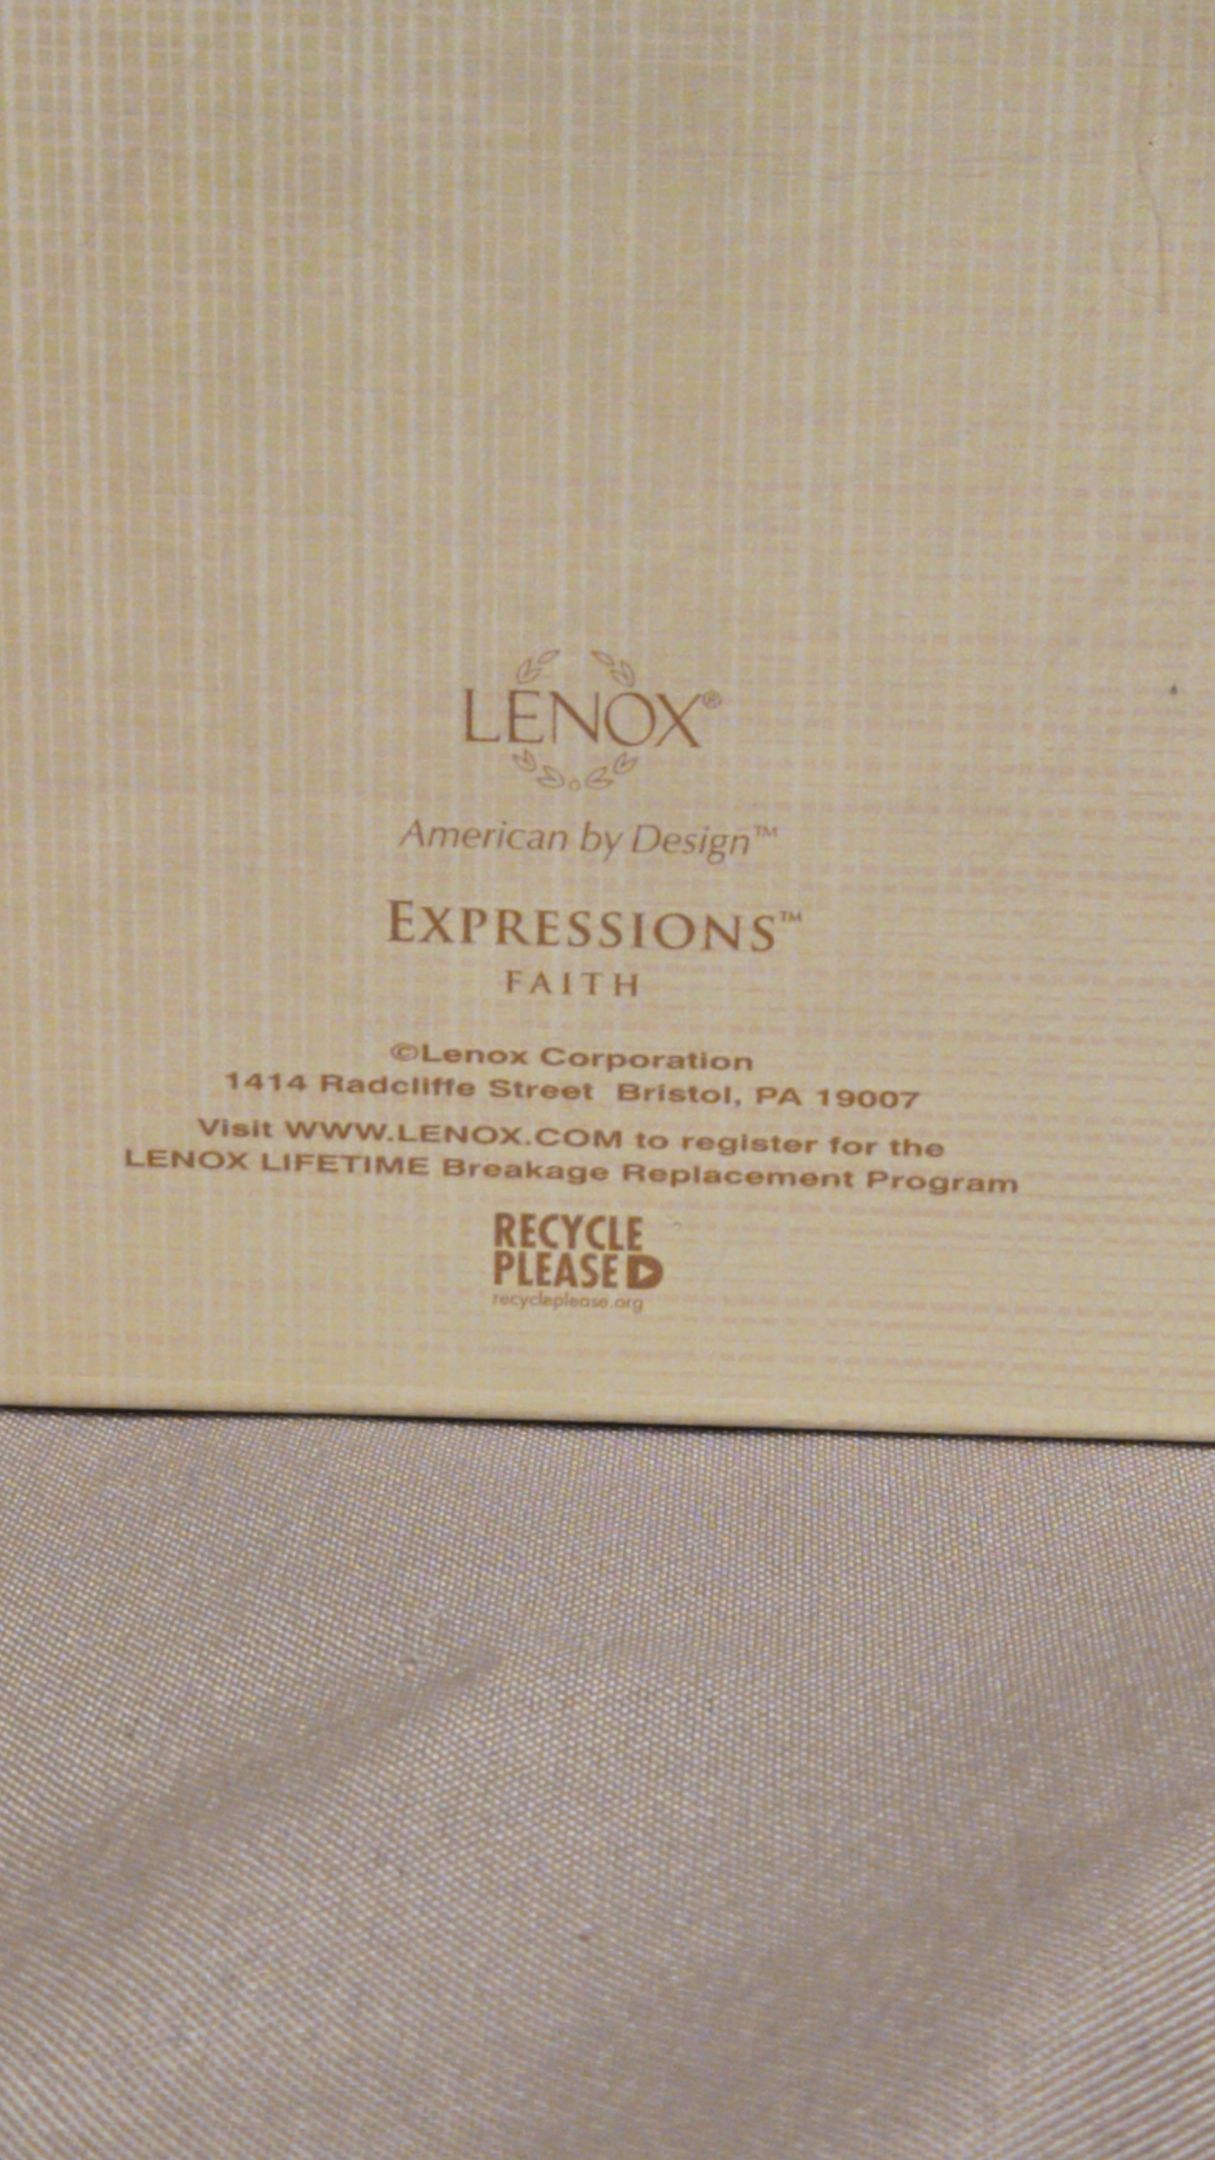 LENOX®
American by Design™
EXPRESSIONS™
FAITH
©Lenox Corporation
1414 Radcliffe Street Bristol, PA 19007
Visit WWW.LENOX.COM to register for the
LENOX LIFETIME Breakage Replacement Program
RECYCLE
PLEASE
recycleplease.org